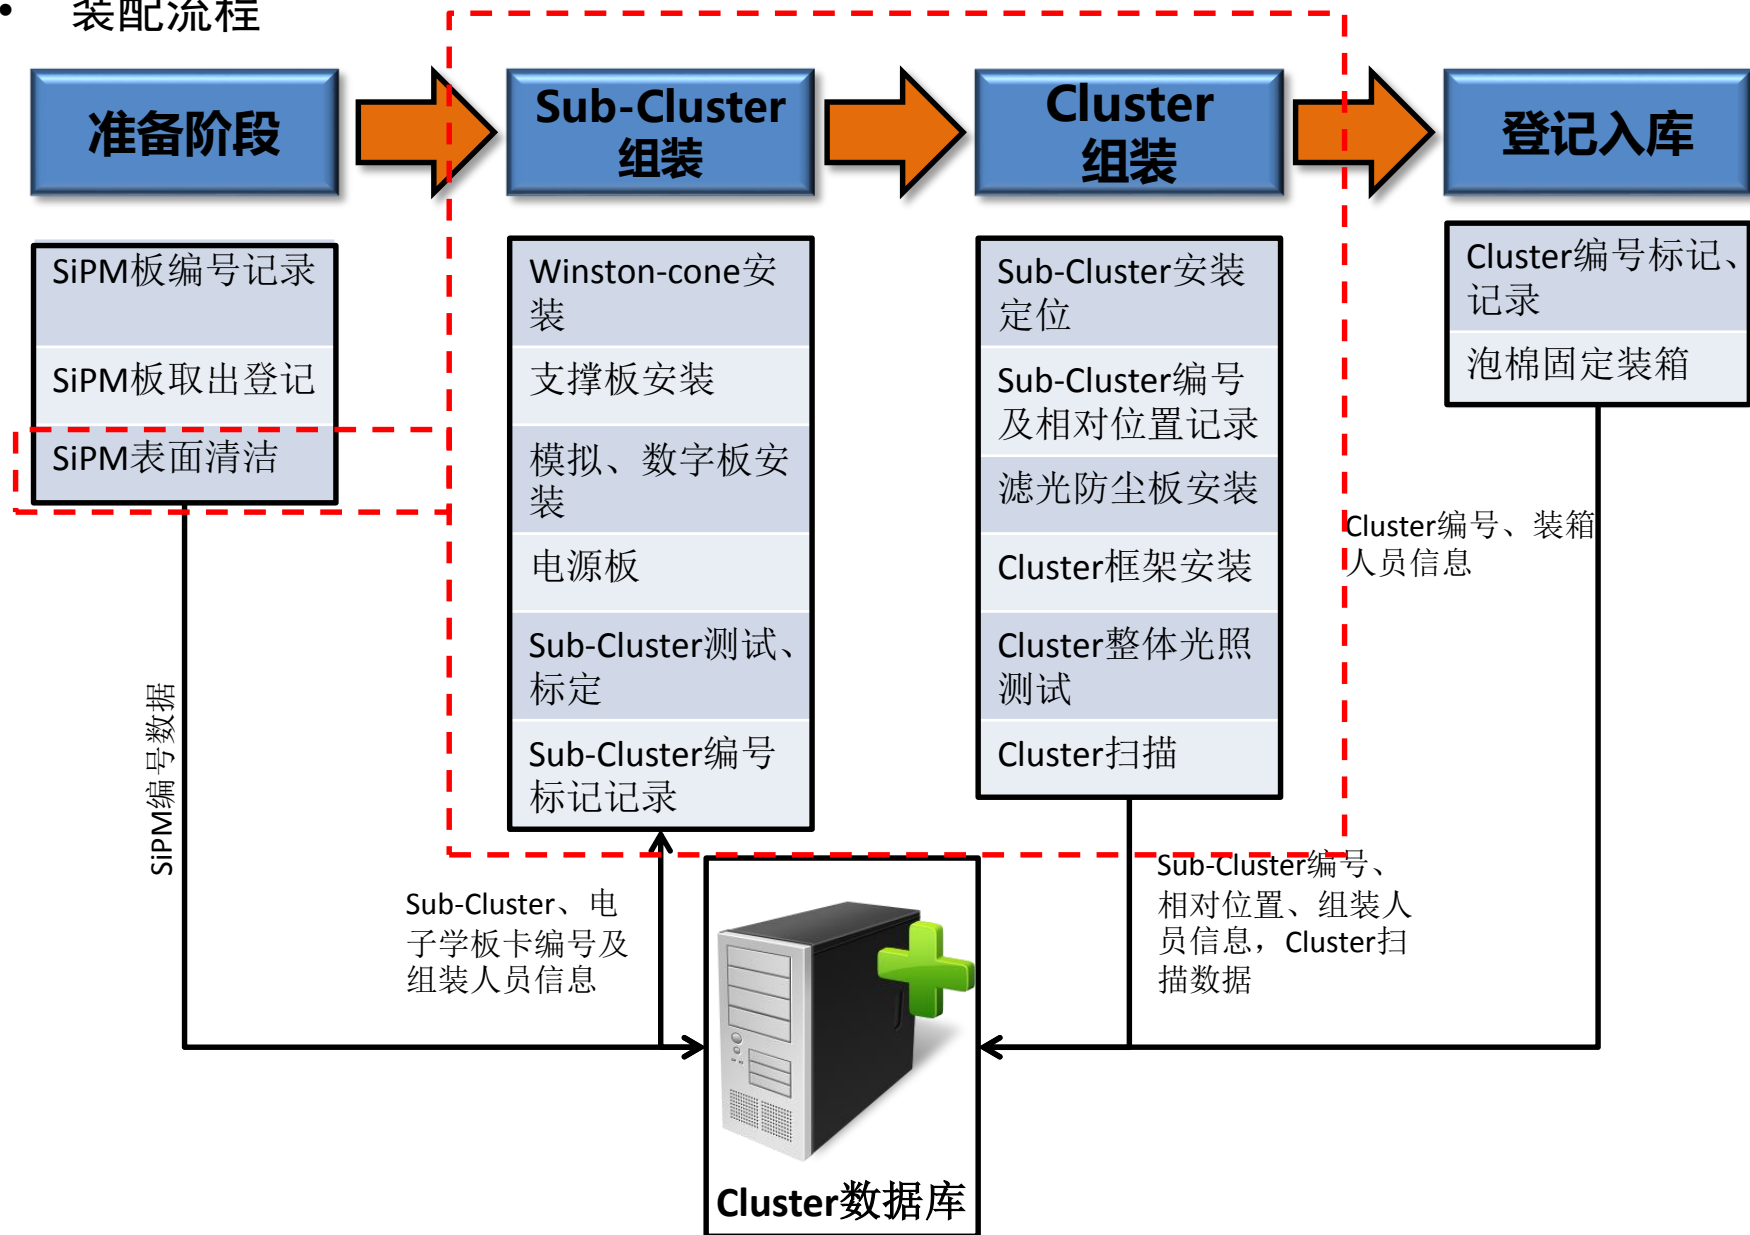 • 装配流程
准备阶段
Sub-Cluster
组装
Cluster
组装
登记入库
SiPM板编号记录
SiPM板取出登记
SiPM表面清洁
Winston-cone安
装
支撑板安装
模拟、数字板安
装
电源板
Sub-Cluster测试、
标定
Sub-Cluster编号
标记记录
Sub-Cluster安装
定位
Sub-Cluster编号
及相对位置记录
滤光防尘板安装
Cluster框架安装
Cluster整体光照
测试
Cluster扫描
Cluster编号标记、
记录
泡棉固定装箱
SiPM编号数据
Sub-Cluster、电
子学板卡编号及
组装人员信息
Sub-Cluster编号、
相对位置、组装人
员信息，Cluster扫
描数据
Cluster编号、装箱
人员信息
Cluster数据库